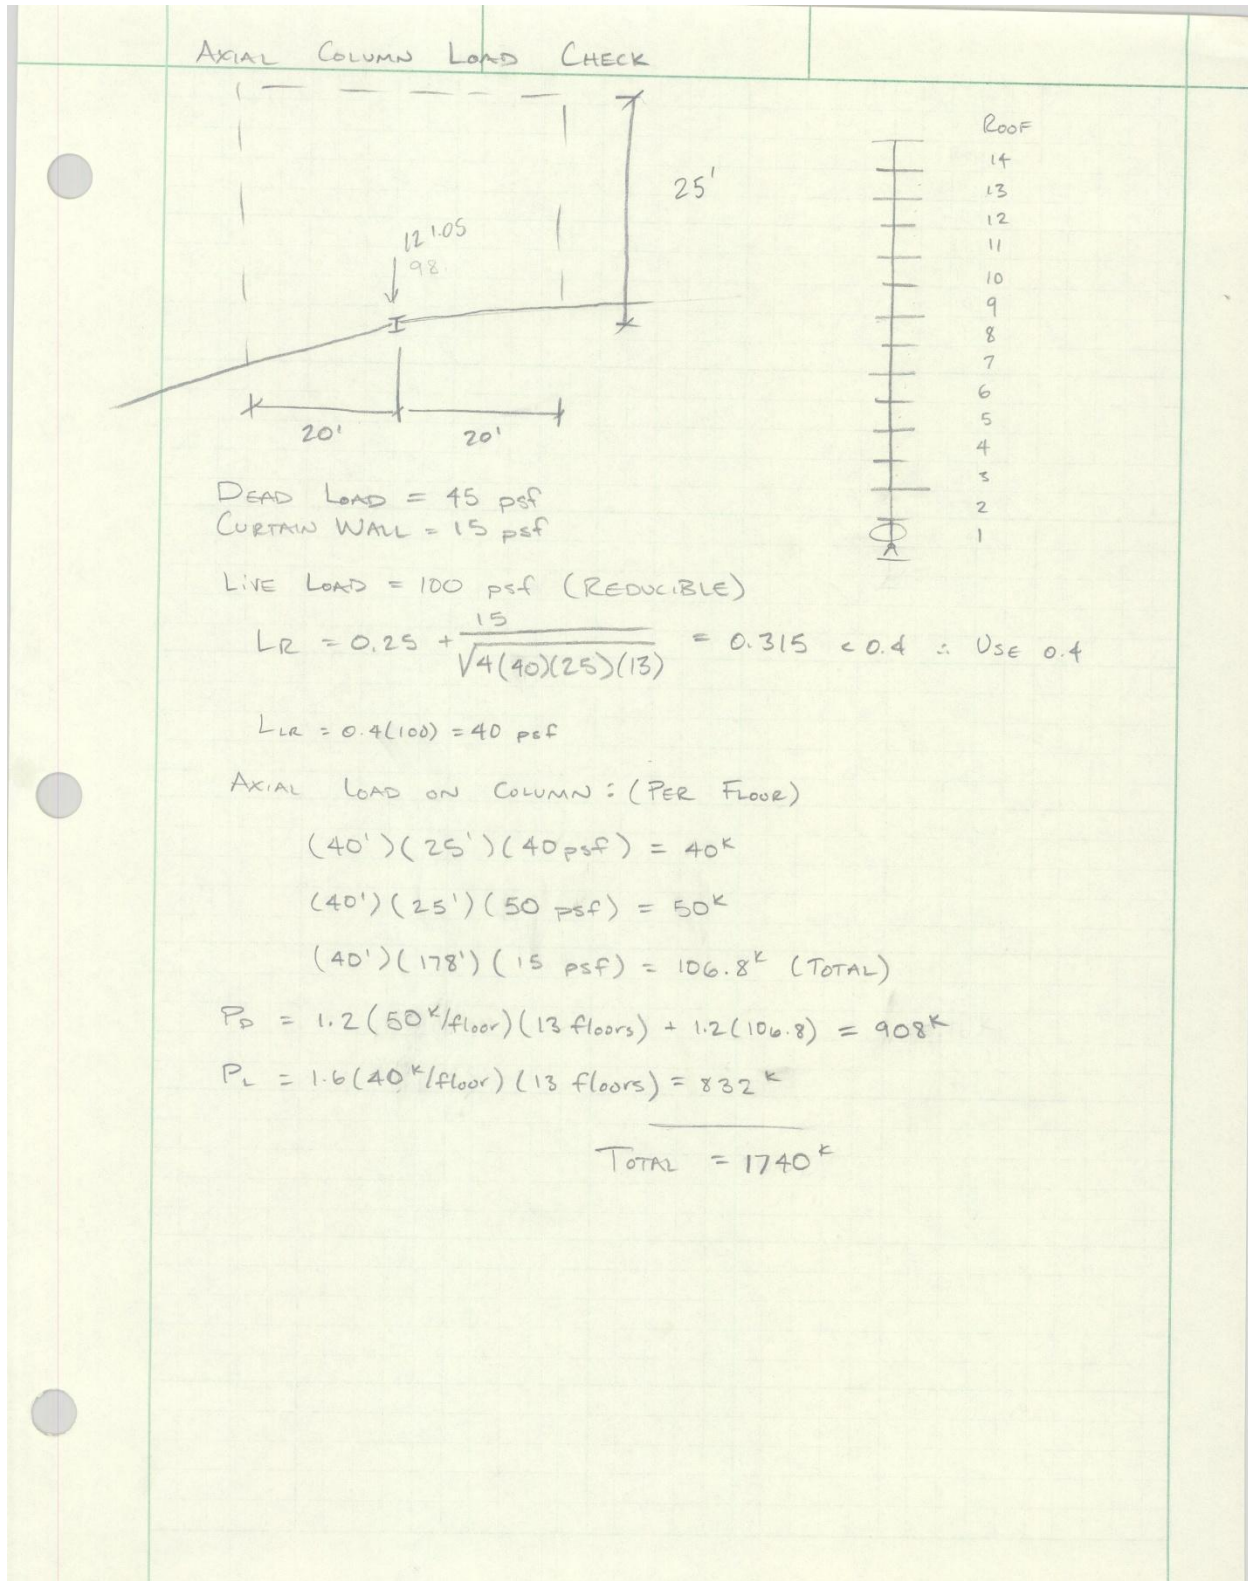 AXIAL COLUMN LOAD CHECK
25'
121.05
98.
20' 20'
ROOF
14
13
12
11
10
9
8
7
6
5
4
3
2
1
DEAD LOAD = 45 psf
CURTAIN WALL = 15 psf
LIVE LOAD = 100 psf (REDUCIBLE)
LR = 0.25 + 15 / √4(40)(25)(13) = 0.315 < 0.4 ∴ USE 0.4
LLR = 0.4(100) = 40 psf
AXIAL LOAD ON COLUMN: (PER FLOOR)
(40')(25')(40psf) = 40K
(40')(25')(50 psf) = 50K
(40')(178')(15 psf) = 106.8K (TOTAL)
PD = 1.2(50K/floor)(13 floors) + 1.2(106.8) = 908K
PL = 1.6(40K/floor)(13 floors) = 832K
TOTAL = 1740K